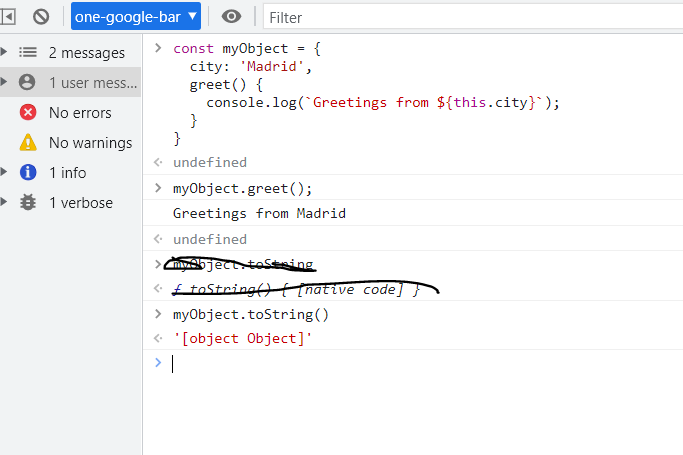 one-google-bar ▼
Filter
2 messages
1 user mess...
No errors
No warnings
1 info
1 verbose
const myObject = {
city: 'Madrid',
greet() {
console.log(`Greetings from ${this.city}`);
}
}
undefined
myObject.greet();
Greetings from Madrid
undefined
myObject.toString
ƒ toString() { [native code] }
myObject.toString()
'[object Object]'